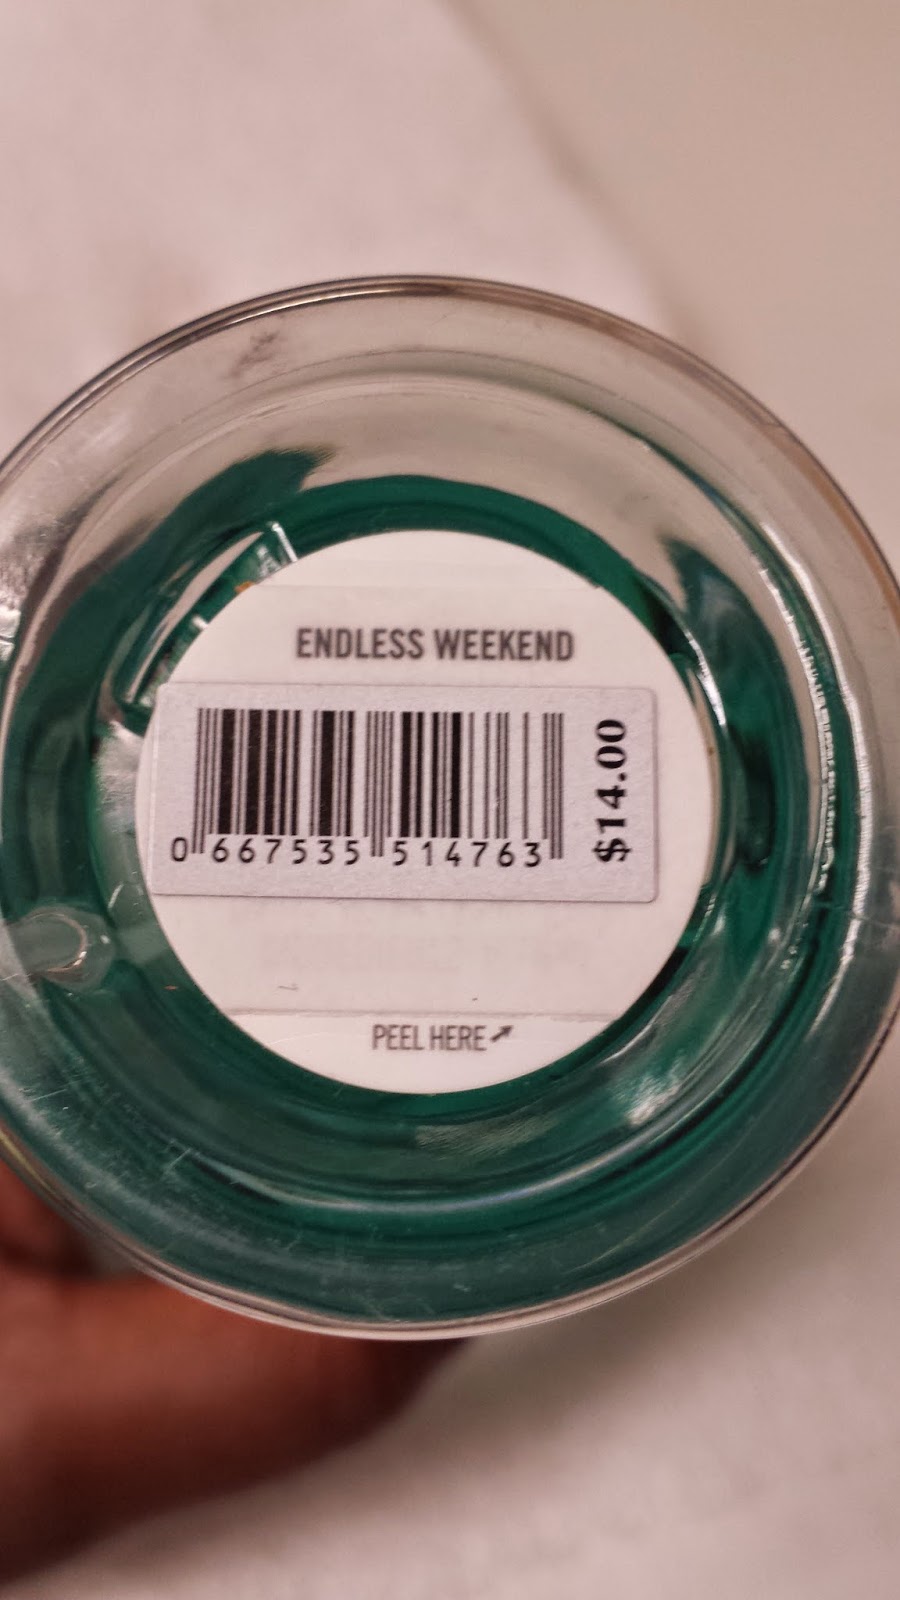 ENDLESS WEEKEND
$14.00
0 667535 514763
PEEL HERE